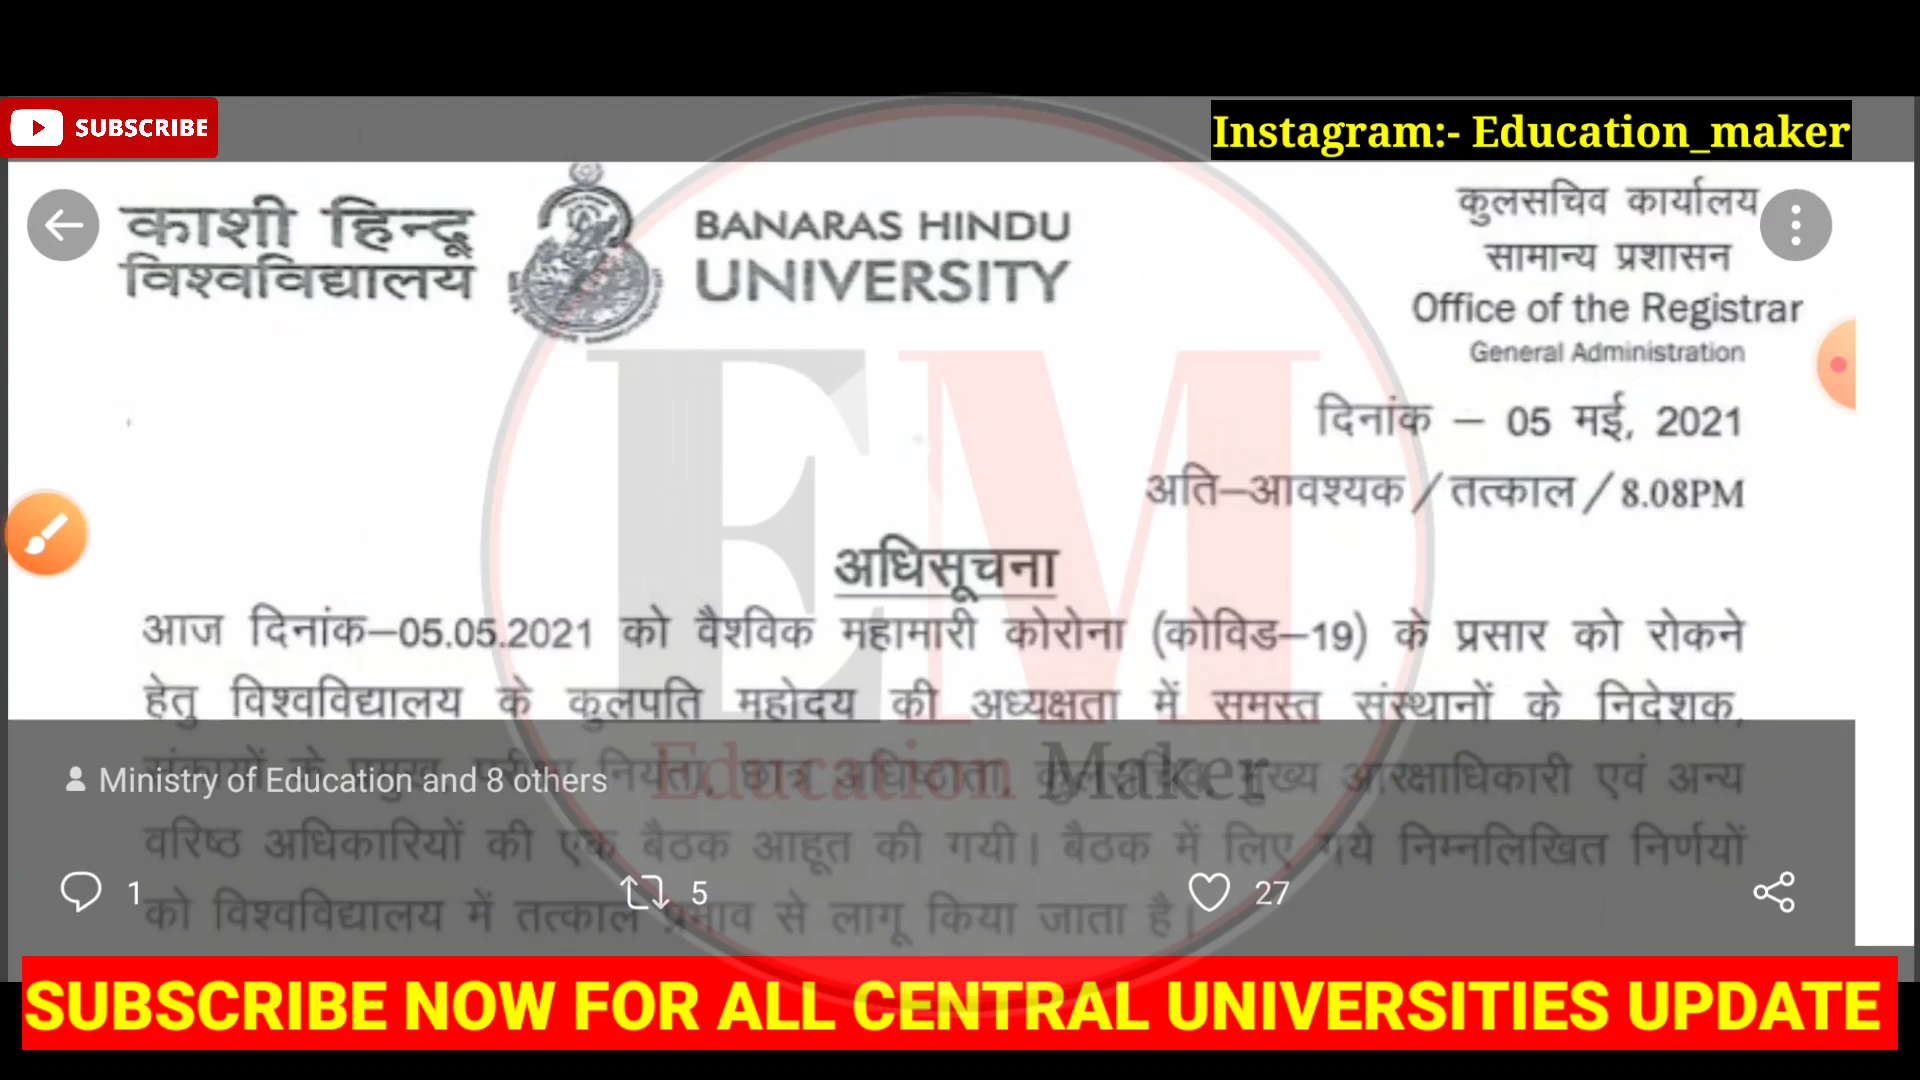 SUBSCRIBE
Instagram:- Education_maker
काशी हिन्दू
विश्वविद्यालय
BANARAS HINDU
UNIVERSITY
कुलसचिव कार्यालय
सामान्य प्रशासन
Office of the Registrar
General Administration
दिनांक – 05 मई, 2021
अति–आवश्यक / तत्काल / 8.08PM
अधिसूचना
आज दिनांक–05.05.2021 को वैश्विक महामारी कोरोना (कोविड–19) के प्रसार को रोकने
हेतु विश्वविद्यालय के कुलपति महोदय की अध्यक्षता में समस्त संस्थानों के निदेशक,
नियंता, छात्र अधिष्ठाता, मुख्य आरक्षाधिकारी एवं अन्य
वरिष्ठ अधिकारियों की एक बैठक आहूत की गयी। बैठक में लिए गये निम्नलिखित निर्णयों
को विश्वविद्यालय में तत्काल प्रभाव से लागू किया जाता है।
EM
Education Maker
Ministry of Education and 8 others
1 5 27
SUBSCRIBE NOW FOR ALL CENTRAL UNIVERSITIES UPDATE